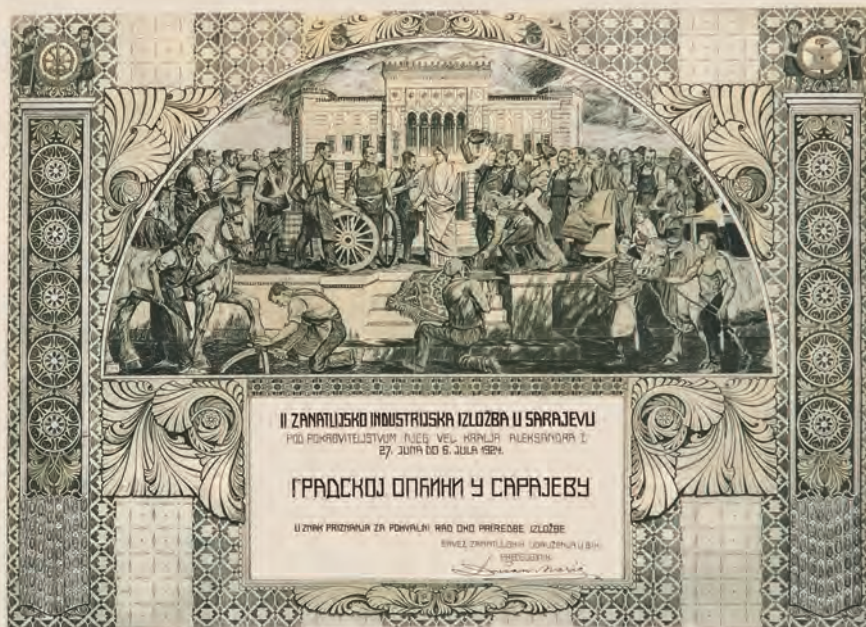 II ZANATLIJSKO INDUSTRIJSKA IZLOŽBA U SARAJEVU
POD POKROVITELJSTVOM NJEG. VEL. KRALJA ALEKSANDRA I.
27. JUNA DO 6. JULA 1924.
ГРАДСКОЈ ОПЋИНИ У САРАЈЕВУ
U ZNAK PRIZNANJA ZA POHVALNI RAD OKO PRIREDBE IZLOŽBE
SAVEZ ZANATLIJSKIH UDRUŽENJA U BIH.
PREDSJEDNIK